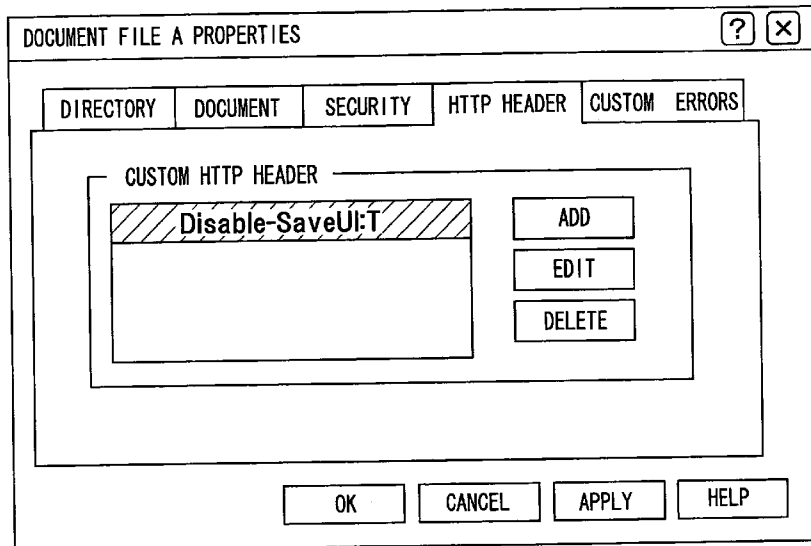 DOCUMENT FILE A PROPERTIES ? X
DIRECTORY DOCUMENT SECURITY HTTP HEADER CUSTOM ERRORS
CUSTOM HTTP HEADER
Disable-SaveUI:T
ADD
EDIT
DELETE
OK CANCEL APPLY HELP